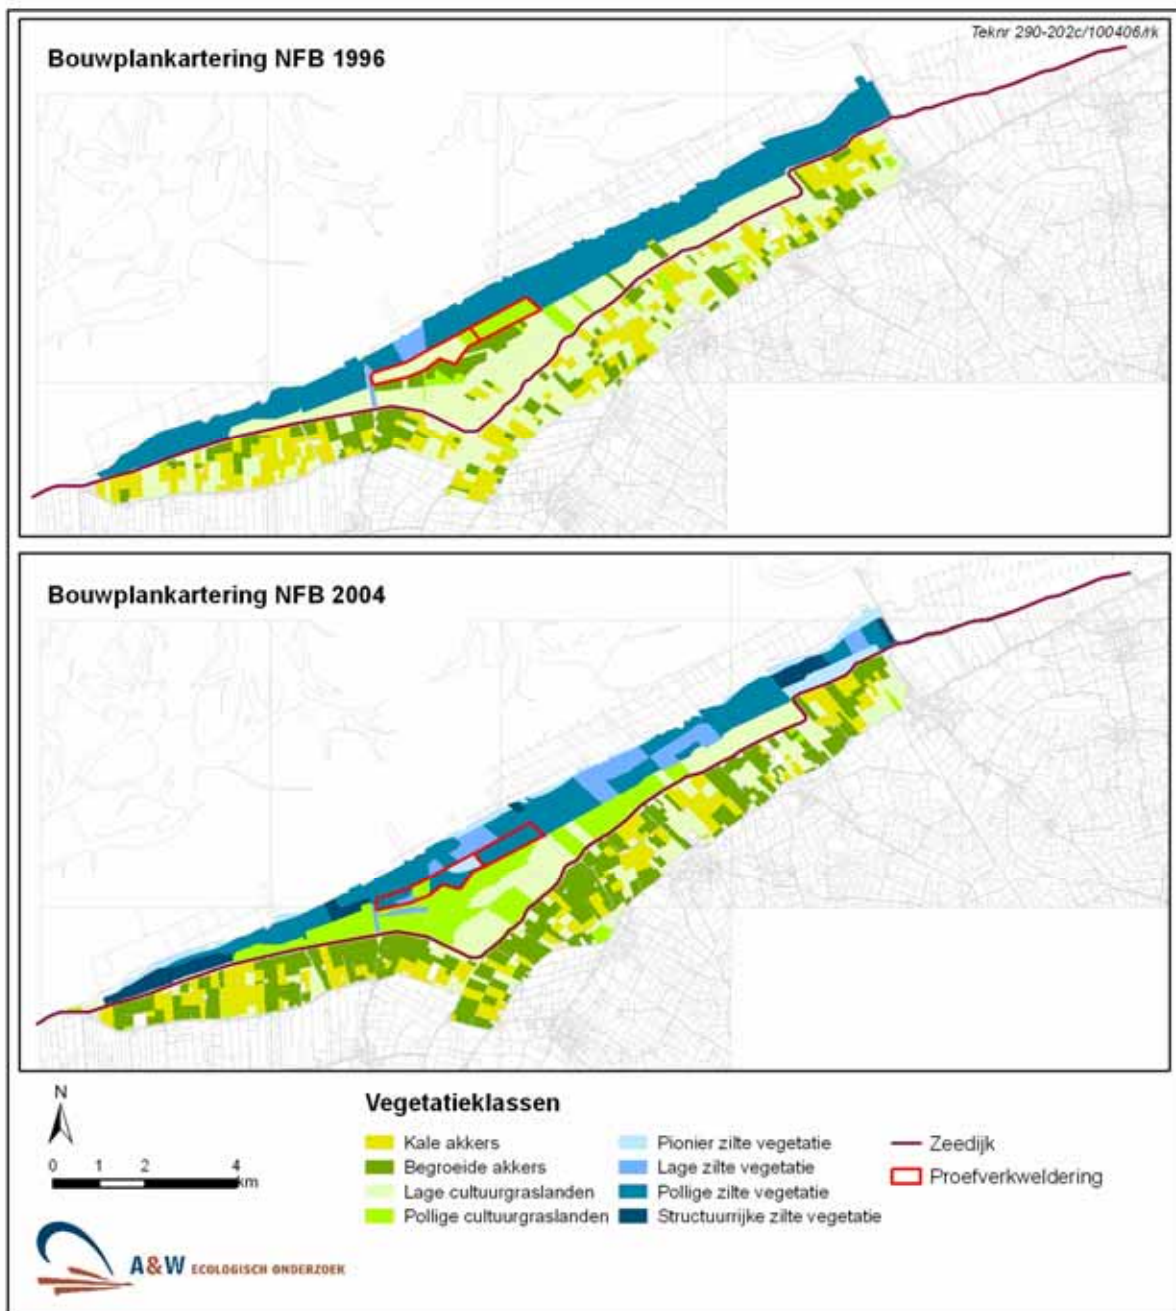 Teknr 290-202c/100406/rk
Bouwplankartering NFB 1996
Bouwplankartering NFB 2004
N
0 1 2 4
km
Vegetatieklassen
Kale akkers
Begroeide akkers
Lage cultuurgraslanden
Pollige cultuurgraslanden
Pionier zilte vegetatie
Lage zilte vegetatie
Pollige zilte vegetatie
Structuurrijke zilte vegetatie
Zeedijk
Proefverkweldering
A&W ECOLOGISCH ONDERZOEK